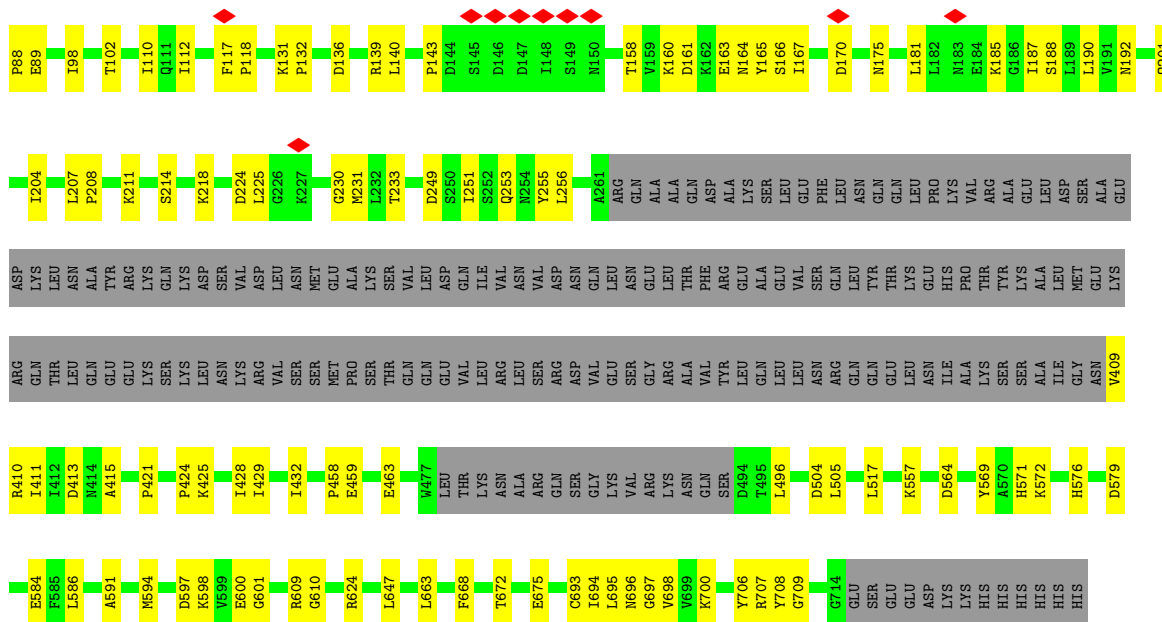 P88 E89 I98 T102 I110 Q111 I112 F117 P118 K131 P132 D136 R139 L140 P143 D144 S145 D146 D147 I148 S149 N150 T158 V159 K160 D161 K162 E163 N164 Y165 S166 I167 D170 N175 L181 L182 N183 E184 K185 G186 I187 S188 L189 L190 V191 N192
I204 L207 P208 K211 S214 K218 D224 L225 G226 K227 G230 M231 L232 T233 D249 S250 I251 S252 Q253 N254 Y255 L256 A261 ARG GLN ALA ALA GLN ASP ALA LYS SER LEU GLU PHE LEU ASN GLN GLN LEU PRO LYS VAL ARG ALA GLU LEU ASP SER ALA GLU
ASP LYS LEU ASN ALA TYR ARG LYS GLN LYS ASP SER VAL ASP LEU ASN MET GLU ALA LYS SER VAL LEU ASP GLN ILE VAL ASN VAL ASP ASN GLN LEU ASN GLU LEU THR PHE ARG GLU ALA GLU VAL SER GLN LEU TYR THR LYS GLU HIS PRO THR TYR LYS ALA LEU MET GLU LYS
ARG GLN THR LEU GLN GLU GLU LYS SER LYS LEU ASN LYS ARG VAL SER SER MET PRO SER THR GLN GLN GLU VAL LEU ARG LEU SER ARG ASP VAL GLU SER GLY ARG ALA VAL TYR LEU GLN LEU LEU ASN ARG GLN GLN GLU LEU ASN ILE ALA LYS SER SER ALA ILE GLY ASN V409
R410 I411 I412 D413 N414 A415 P421 P424 K425 I428 I429 I432 P458 E459 E463 W477 LEU THR LYS ASN ALA ARG GLN SER GLY LYS VAL ARG LYS ASN GLN SER D494 T495 L496 D504 L505 L517 K557 D564 Y569 A570 H571 K572 H576 D579
E584 F585 L586 A591 M594 D597 K598 V599 E600 G601 R609 G610 R624 L647 L663 F668 T672 E675 C693 I694 L695 N696 G697 V698 V699 K700 Y706 R707 Y708 G709 G714 GLU SER GLU GLU ASP LYS LYS HIS HIS HIS HIS HIS HIS